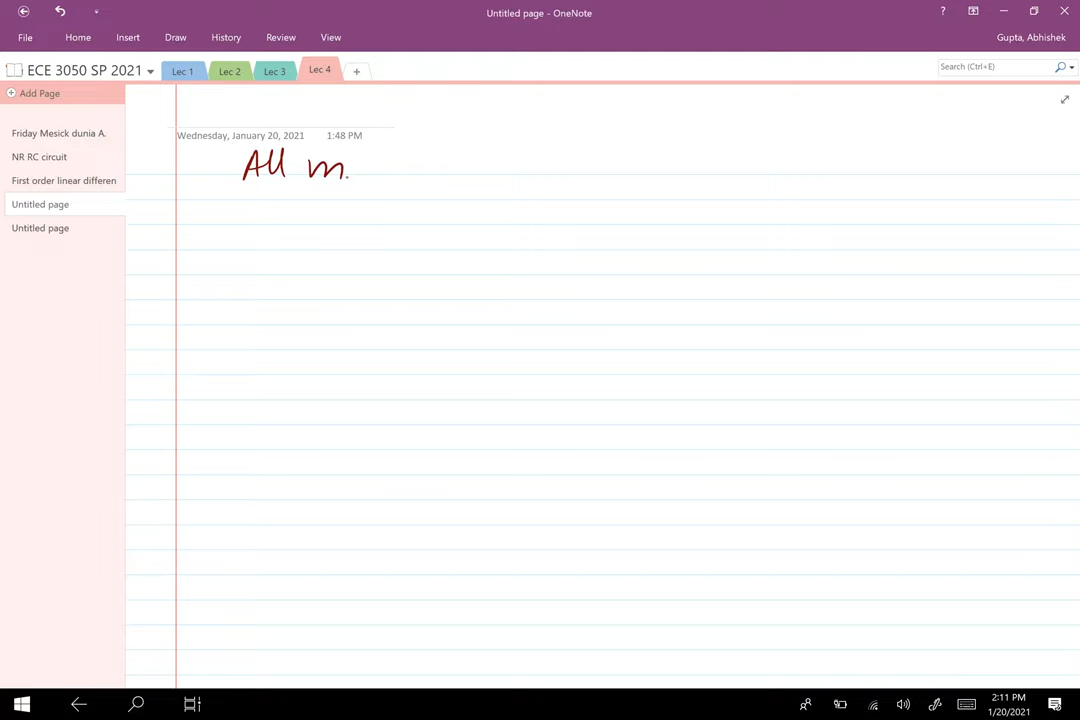 Untitled page - OneNote
File Home Insert Draw History Review View Gupta, Abhishek
ECE 3050 SP 2021 Lec 1 Lec 2 Lec 3 Lec 4 + Search (Ctrl+E)
Add Page
Friday Mesick dunia A.
NR RC circuit
First order linear differen
Untitled page
Untitled page
Wednesday, January 20, 2021 1:48 PM
All m
2:11 PM
1/20/2021